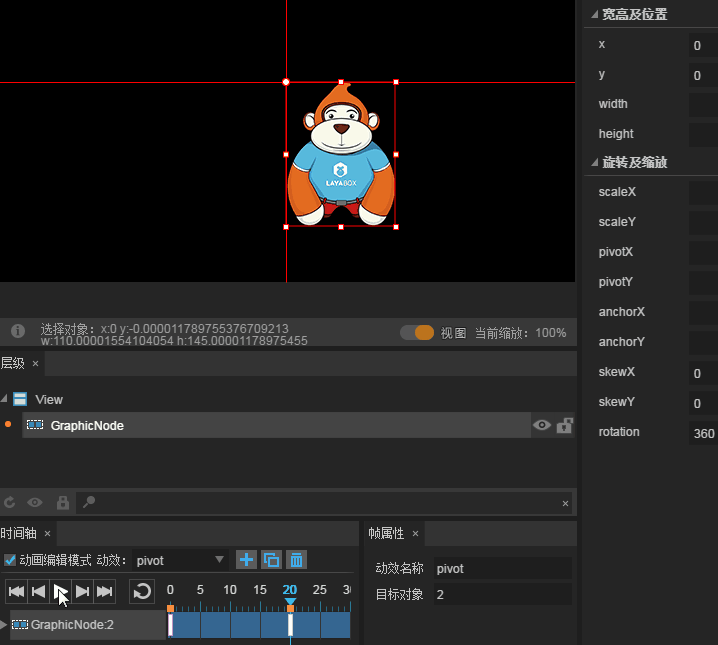 LAYABOX
选择对象: x:0 y:-0.000011789755376709213
w:110.00001554104054 h:145.00001178975455
视图 当前缩放: 100%
层级 ×
View
GraphicNode
×
时间轴 ×
动画编辑模式 动效: pivot
0 5 10 15 20 25
GraphicNode:2
帧属性 ×
动效名称 pivot
目标对象 2
宽高及位置
x 0
y 0
width
height
旋转及缩放
scaleX
scaleY
pivotX
pivotY
anchorX
anchorY
skewX 0
skewY 0
rotation 360